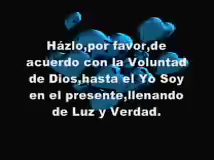 Házlo,por favor,de
acuerdo con la Voluntad
de Dios,hasta el Yo Soy
en el presente,llenando
de Luz y Verdad.